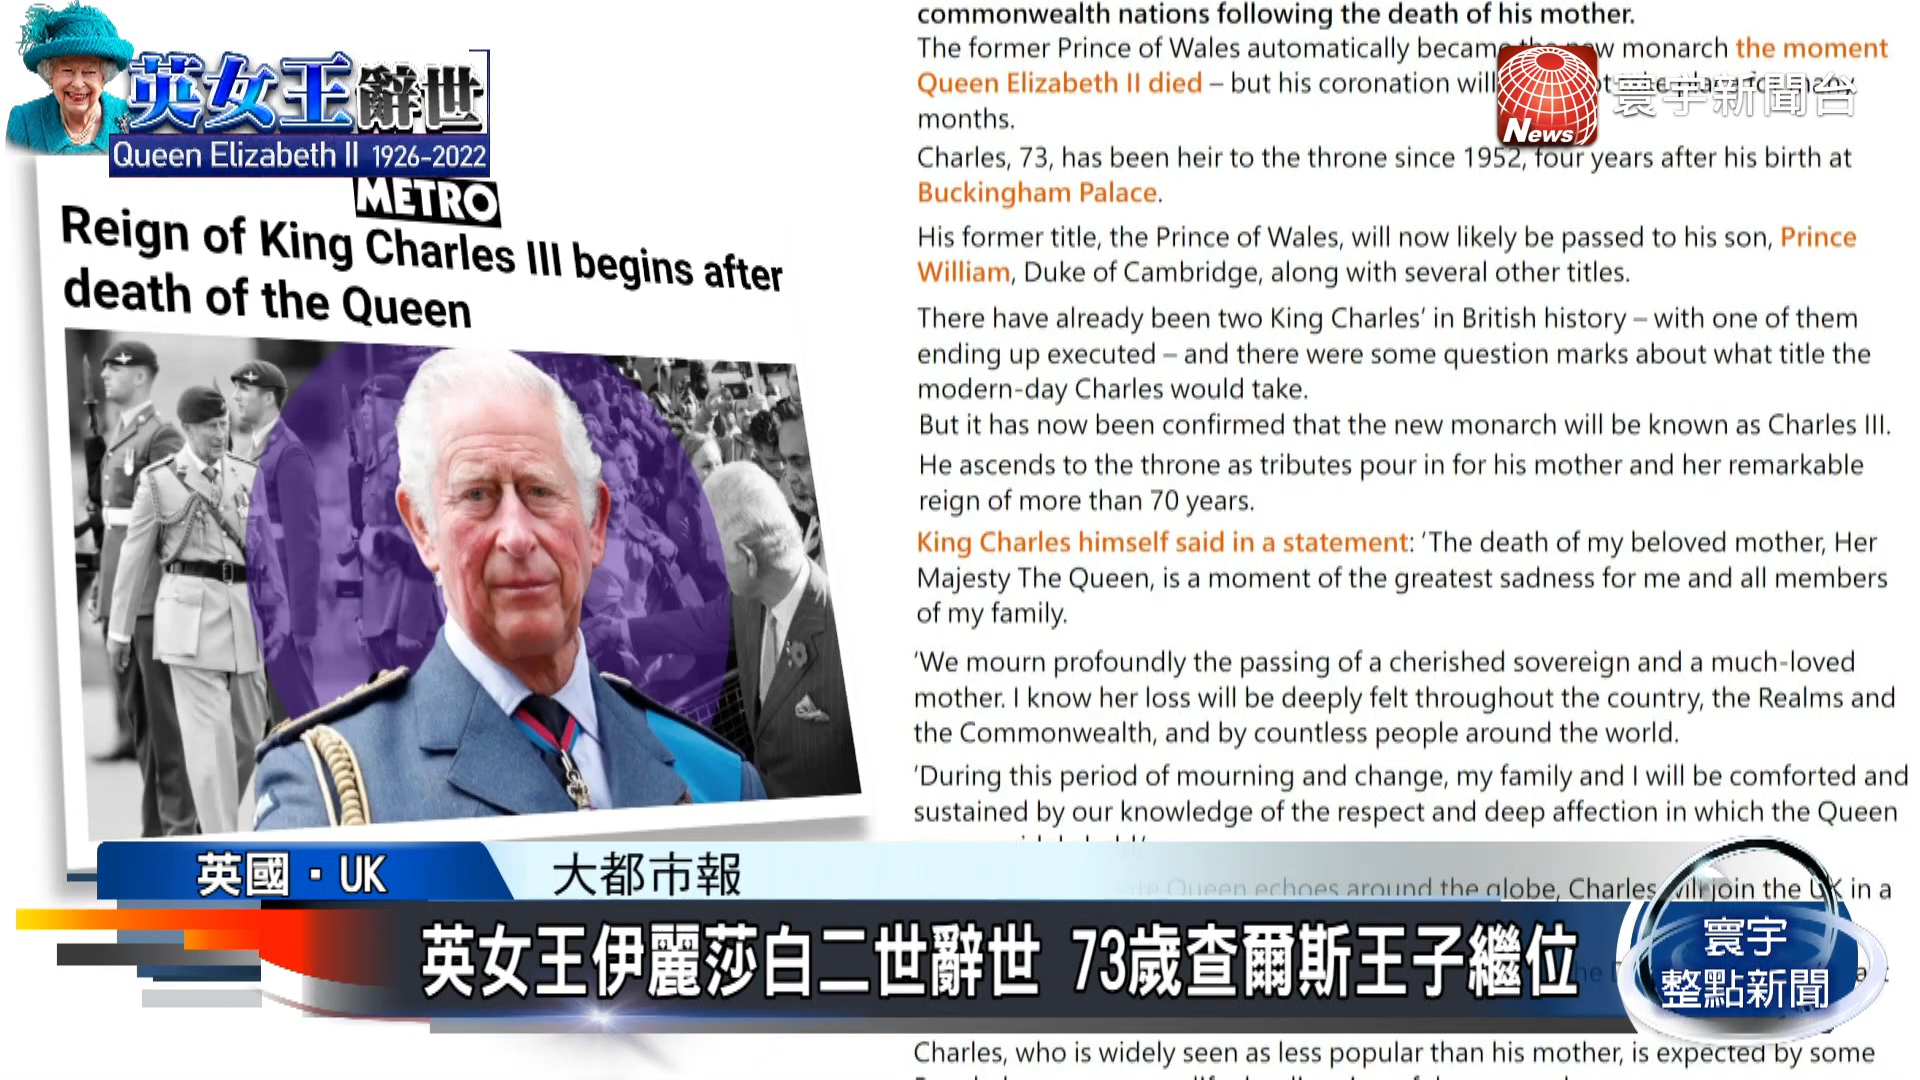 英女王辭世
Queen Elizabeth II 1926-2022
METRO
Reign of King Charles III begins after
death of the Queen
commonwealth nations following the death of his mother.
The former Prince of Wales automatically became the new monarch the moment
Queen Elizabeth II died – but his coronation will
months.
Charles, 73, has been heir to the throne since 1952, four years after his birth at
Buckingham Palace.
His former title, the Prince of Wales, will now likely be passed to his son, Prince
William, Duke of Cambridge, along with several other titles.
There have already been two King Charles’ in British history – with one of them
ending up executed – and there were some question marks about what title the
modern-day Charles would take.
But it has now been confirmed that the new monarch will be known as Charles III.
He ascends to the throne as tributes pour in for his mother and her remarkable
reign of more than 70 years.
King Charles himself said in a statement: ‘The death of my beloved mother, Her
Majesty The Queen, is a moment of the greatest sadness for me and all members
of my family.
‘We mourn profoundly the passing of a cherished sovereign and a much-loved
mother. I know her loss will be deeply felt throughout the country, the Realms and
the Commonwealth, and by countless people around the world.
‘During this period of mourning and change, my family and I will be comforted and
sustained by our knowledge of the respect and deep affection in which the Queen
Queen echoes around the globe, Charles will join the UK in a
Charles, who is widely seen as less popular than his mother, is expected by some
News
寰宇新聞台
英國・UK
大都市報
英女王伊麗莎白二世辭世 73歲查爾斯王子繼位
寰宇
整點新聞